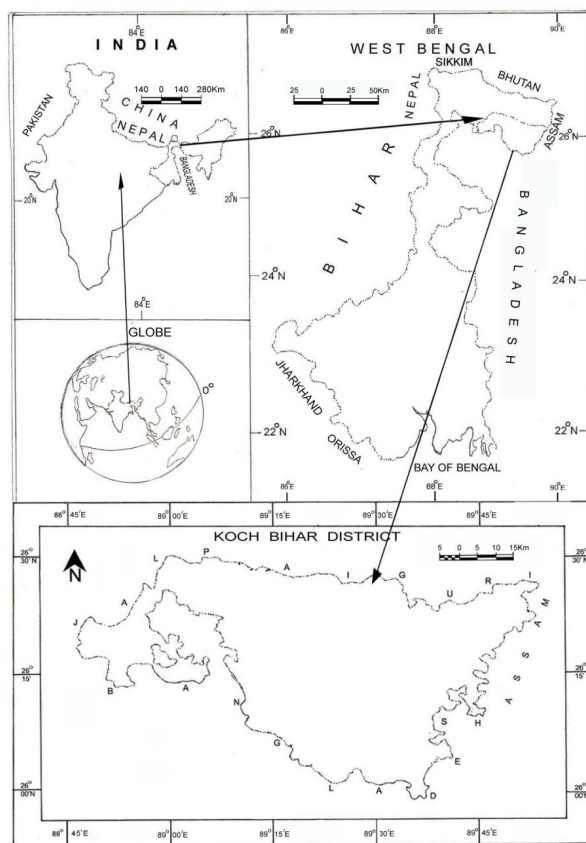 INDIA
84°E
140 0 140 280Km
PAKISTAN
CHINA
NEPAL
BANGLADESH
26°N
20°N
20°N
84°E
GLOBE
0°
WEST BENGAL
86°E
88°E
90°E
SIKKIM
BHUTAN
NEPAL
ASSAM
25 0 25 50Km
26°N
BIHAR
BANGLADESH
24°N
24°N
JHARKHAND
ORISSA
22°N
22°N
BAY OF BENGAL
86°E
88°E
90°E
88°45'E
89°00'E
89°15'E
89°30'E
89°45'E
KOCH BIHAR DISTRICT
5 0 5 10 15Km
N
26°30'N
26°30'N
JALPAIGURI
ASSAM
26°15'
26°15'
BANGLADESH
26°00'N
26°00'N
88°45'E
89°00'E
89°15'E
89°30'E
89°45'E